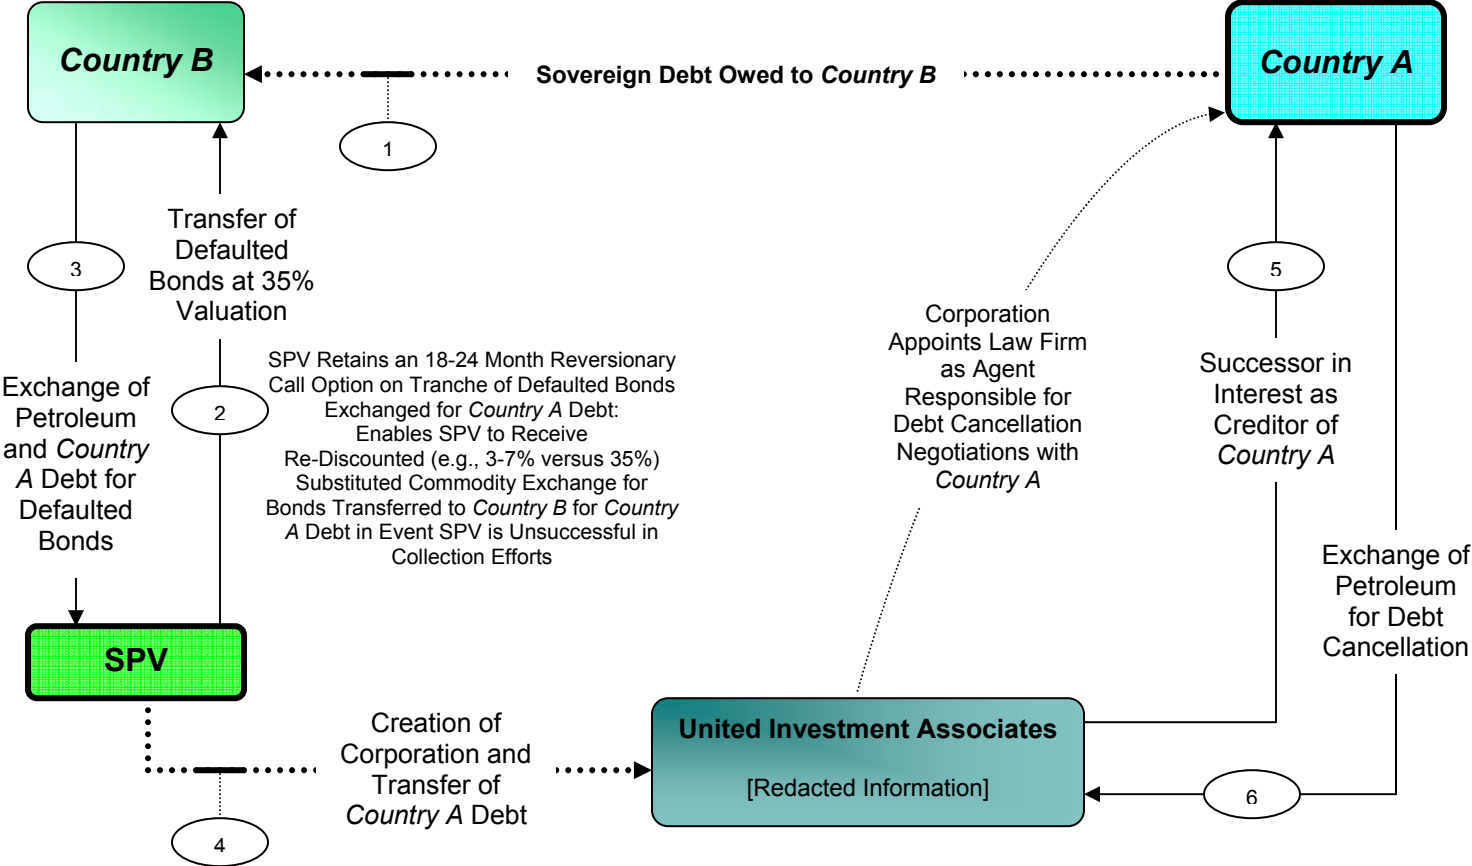 Country B
Sovereign Debt Owed to Country B
Country A
1
Transfer of
Defaulted
Bonds at 35%
Valuation
3
5
Exchange of
Petroleum
and Country
A Debt for
Defaulted
Bonds
2
SPV Retains an 18-24 Month Reversionary
Call Option on Tranche of Defaulted Bonds
Exchanged for Country A Debt:
Enables SPV to Receive
Re-Discounted (e.g., 3-7% versus 35%)
Substituted Commodity Exchange for
Bonds Transferred to Country B for Country
A Debt in Event SPV is Unsuccessful in
Collection Efforts
Corporation
Appoints Law Firm
as Agent
Responsible for
Debt Cancellation
Negotiations with
Country A
Successor in
Interest as
Creditor of
Country A
Exchange of
Petroleum
for Debt
Cancellation
SPV
Creation of
Corporation and
Transfer of
Country A Debt
4
United Investment Associates
[Redacted Information]
6